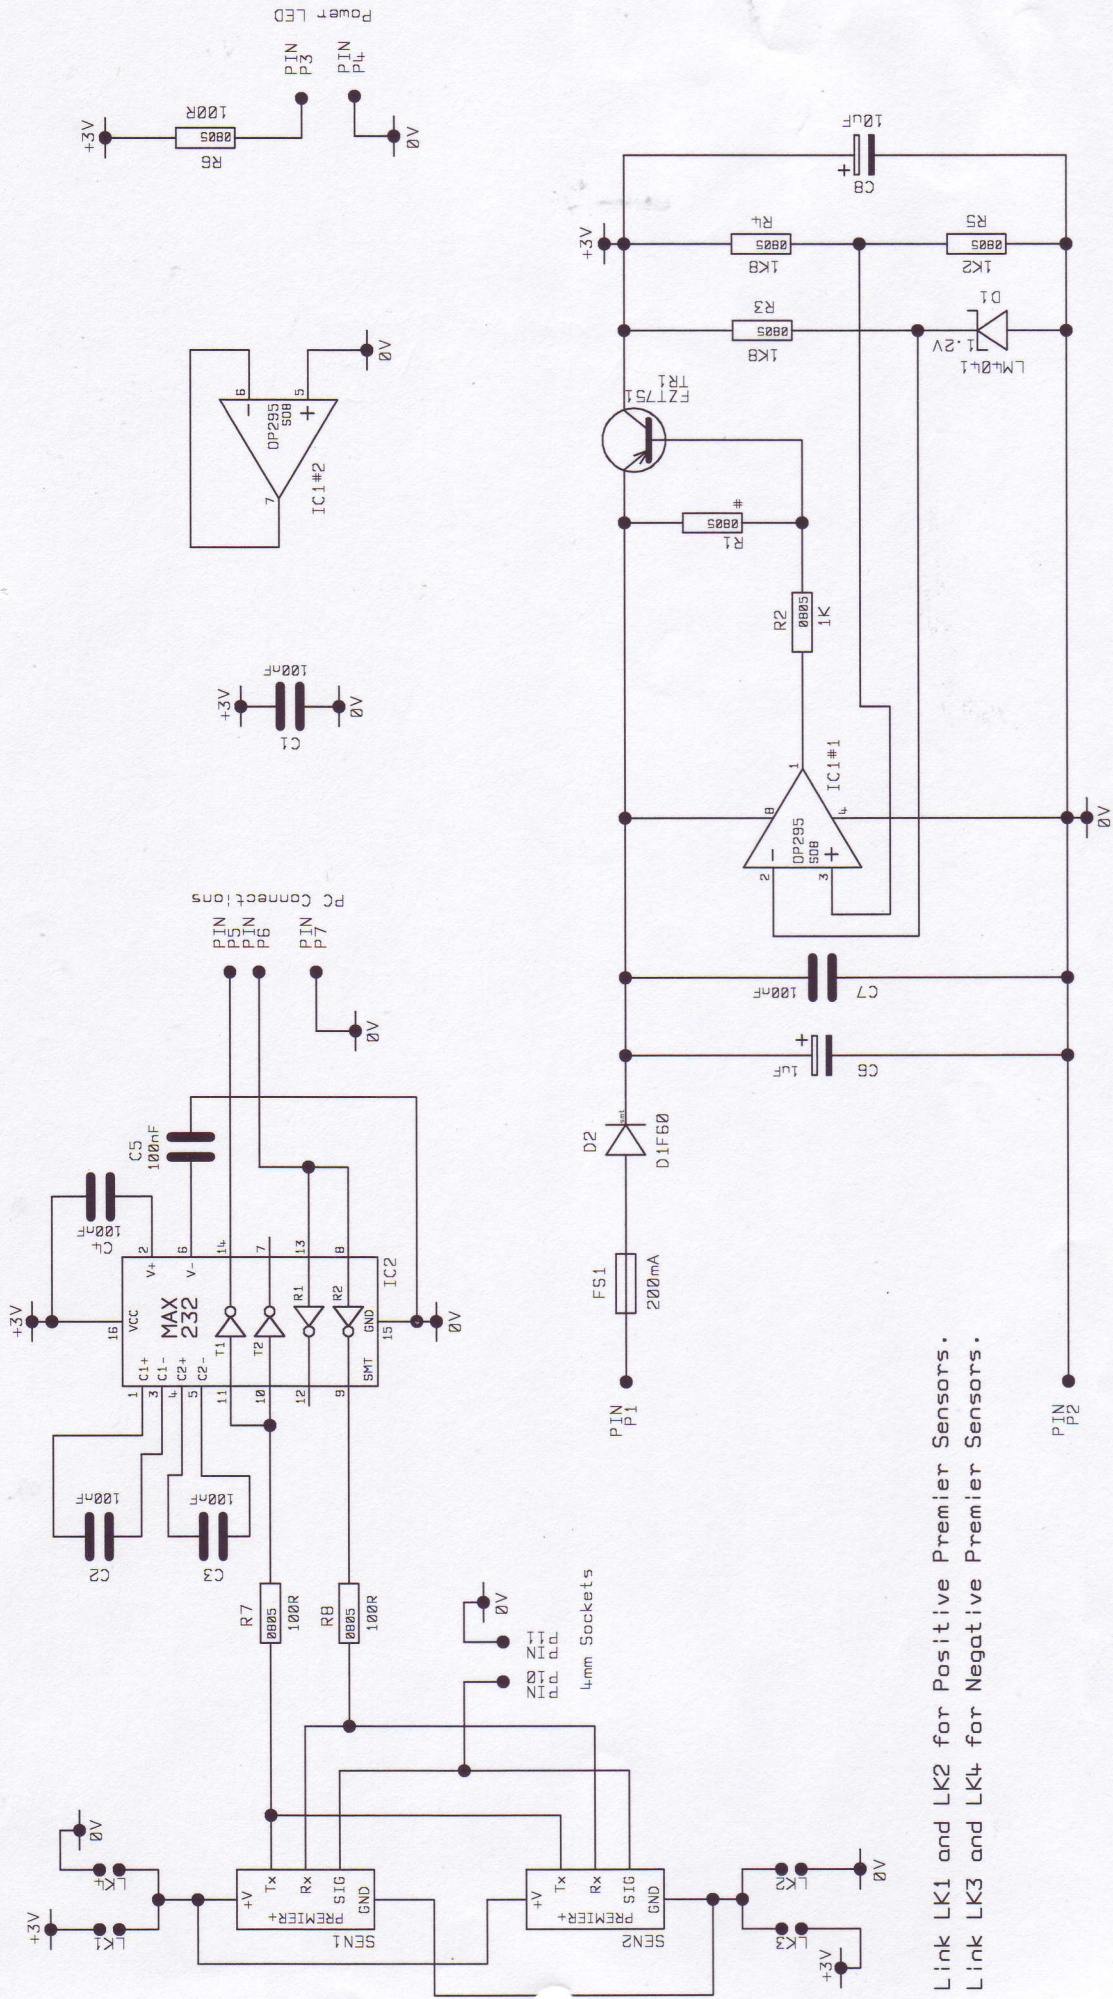 Power LED
PIN
P3
PIN
P4
+3V
100R
0805
R6
0V
+3V
10uF
+
C8
R4
0805
1K8
R5
0805
1K2
R3
0805
1K8
D1
1.2V
LM4041
FZT751
TR1
6
-
5
+
OP295
SO8
7
IC1#2
0V
#
0805
R1
R2
0805
1K
+3V
100nF
C1
0V
1
IC1#1
8
4
OP295
SO8
2
-
3
+
0V
PC Connections
PIN
P5
PIN
P6
PIN
P7
0V
100nF
C7
+
1uF
C6
C5
100nF
C4
100nF
D2
smt
D1F60
FS1
200mA
PIN
P1
PIN
P2
+3V
16
VCC
MAX
232
2
V+
6
V-
14
7
13
8
IC2
T1
T2
R1
R2
GND
15
0V
SMT
1
C1+
3
C1-
4
C2+
5
C2-
11
10
12
9
100nF
C2
100nF
C3
R7
0805
100R
R8
0805
100R
0V
PIN
P11
PIN
P10
4mm Sockets
+3V
LK1
LK4
0V
+V
Tx
Rx
SIG
GND
PREMIER+
SEN1
+V
Tx
Rx
SIG
GND
PREMIER+
SEN2
LK3
+3V
LK2
0V
Link LK1 and LK2 for Positive Premier Sensors.
Link LK3 and LK4 for Negative Premier Sensors.